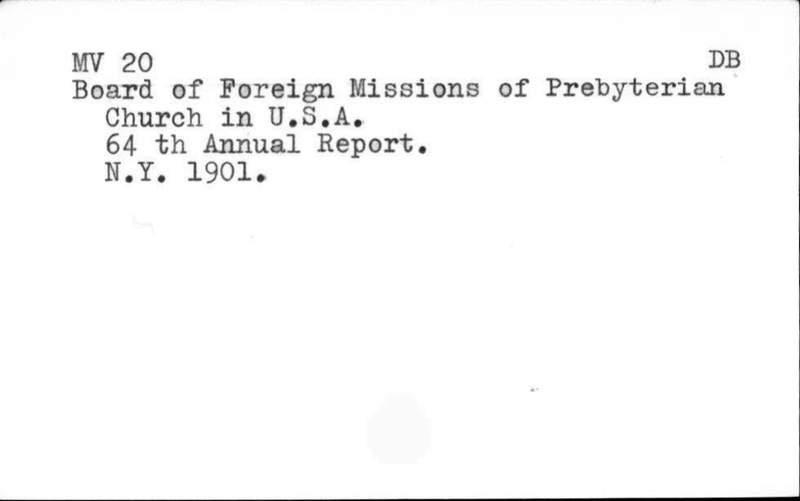 MV 20 DB
Board of Foreign Missions of Prebyterian
Church in U.S.A.
64 th Annual Report.
N.Y. 1901.